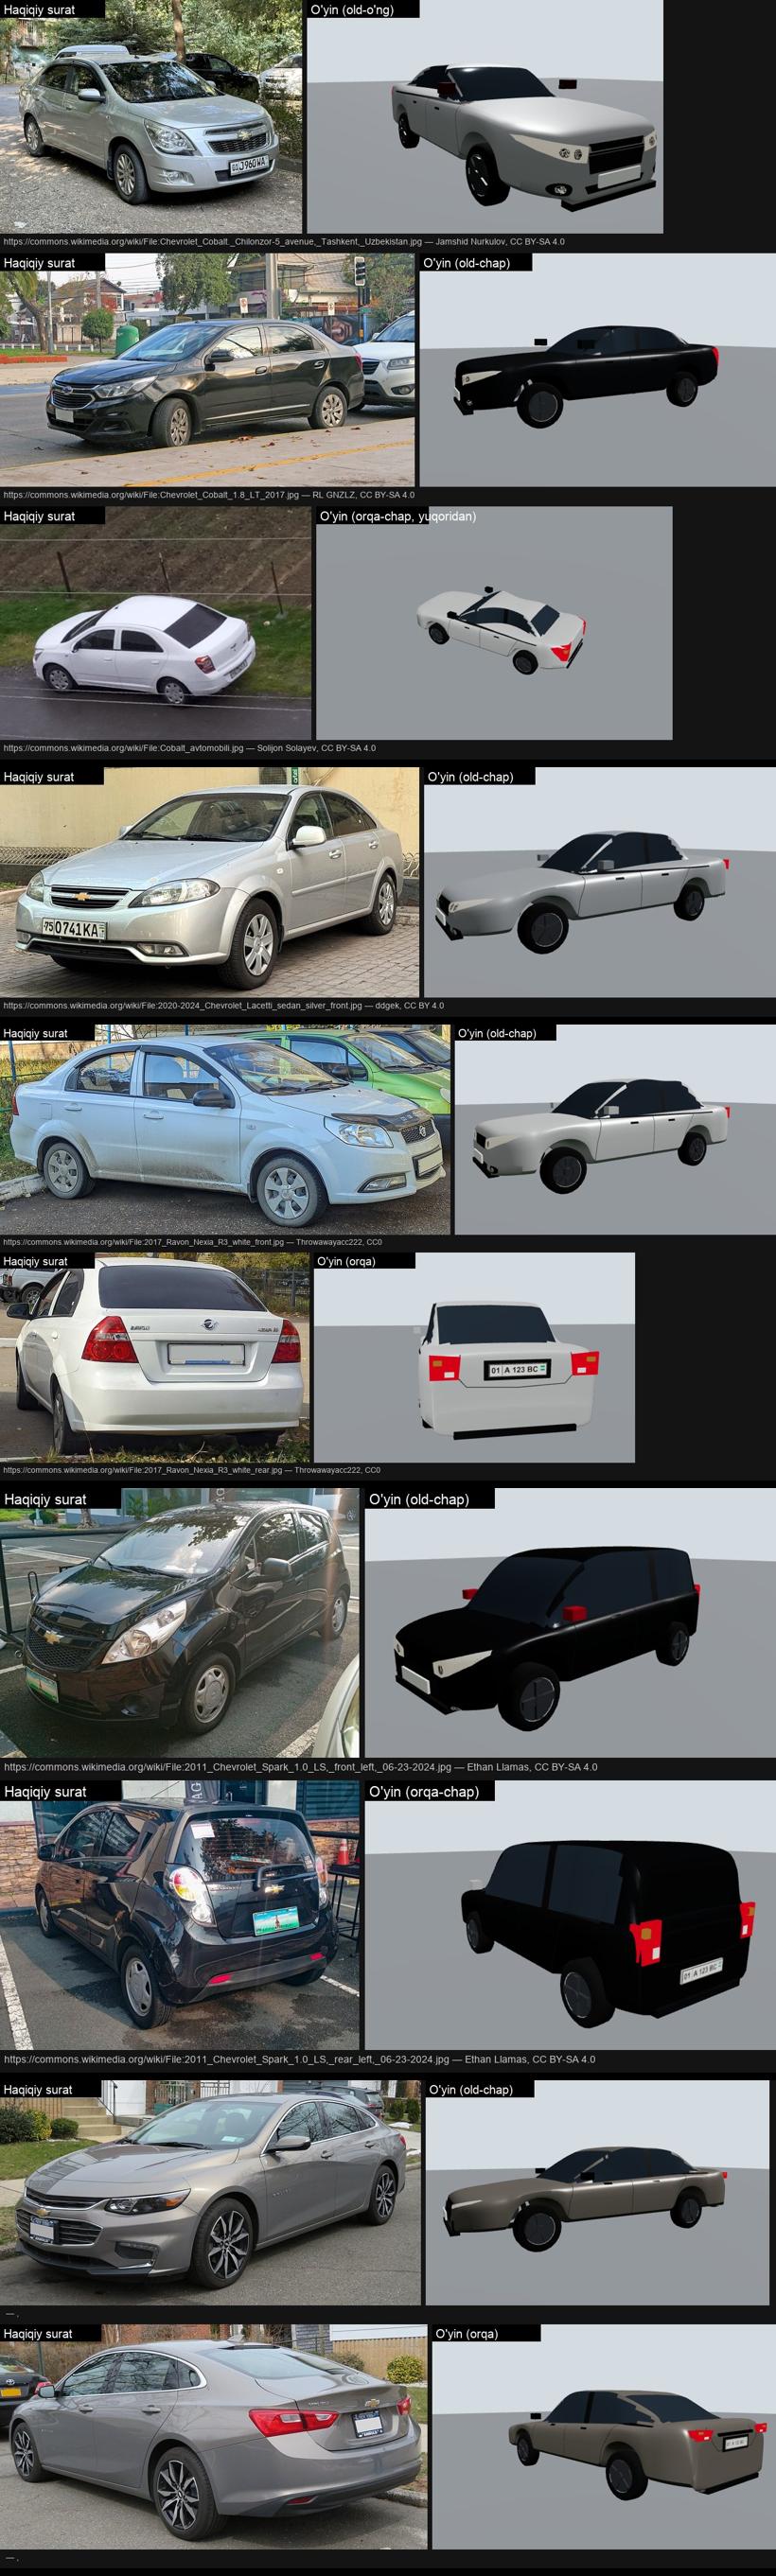 Haqiqiy surat
O'yin (old-o'ng)
01 J960WA
https://commons.wikimedia.org/wiki/File:Chevrolet_Cobalt,_Chilonzor-5_avenue,_Tashkent,_Uzbekistan.jpg — Jamshid Nurkulov, CC BY-SA 4.0
Haqiqiy surat
O'yin (old-chap)
https://commons.wikimedia.org/wiki/File:Chevrolet_Cobalt_1.8_LT_2017.jpg — RL GNZLZ, CC BY-SA 4.0
Haqiqiy surat
O'yin (orqa-chap, yuqoridan)
https://commons.wikimedia.org/wiki/File:Cobalt_avtomobili.jpg — Solijon Solayev, CC BY-SA 4.0
Haqiqiy surat
O'yin (old-chap)
75 0741KA
https://commons.wikimedia.org/wiki/File:2020-2024_Chevrolet_Lacetti_sedan_silver_front.jpg — ddgek, CC BY 4.0
Haqiqiy surat
O'yin (old-chap)
https://commons.wikimedia.org/wiki/File:2017_Ravon_Nexia_R3_white_front.jpg — Throwawayacc222, CC0
Haqiqiy surat
O'yin (orqa)
01 A 123 BC
https://commons.wikimedia.org/wiki/File:2017_Ravon_Nexia_R3_white_rear.jpg — Throwawayacc222, CC0
Haqiqiy surat
O'yin (old-chap)
https://commons.wikimedia.org/wiki/File:2011_Chevrolet_Spark_1.0_LS,_front_left,_06-23-2024.jpg — Ethan Llamas, CC BY-SA 4.0
Haqiqiy surat
O'yin (orqa-chap)
01 A 123 BC
https://commons.wikimedia.org/wiki/File:2011_Chevrolet_Spark_1.0_LS,_rear_left,_06-23-2024.jpg — Ethan Llamas, CC BY-SA 4.0
Haqiqiy surat
O'yin (old-chap)
— ,
Haqiqiy surat
O'yin (orqa)
— ,